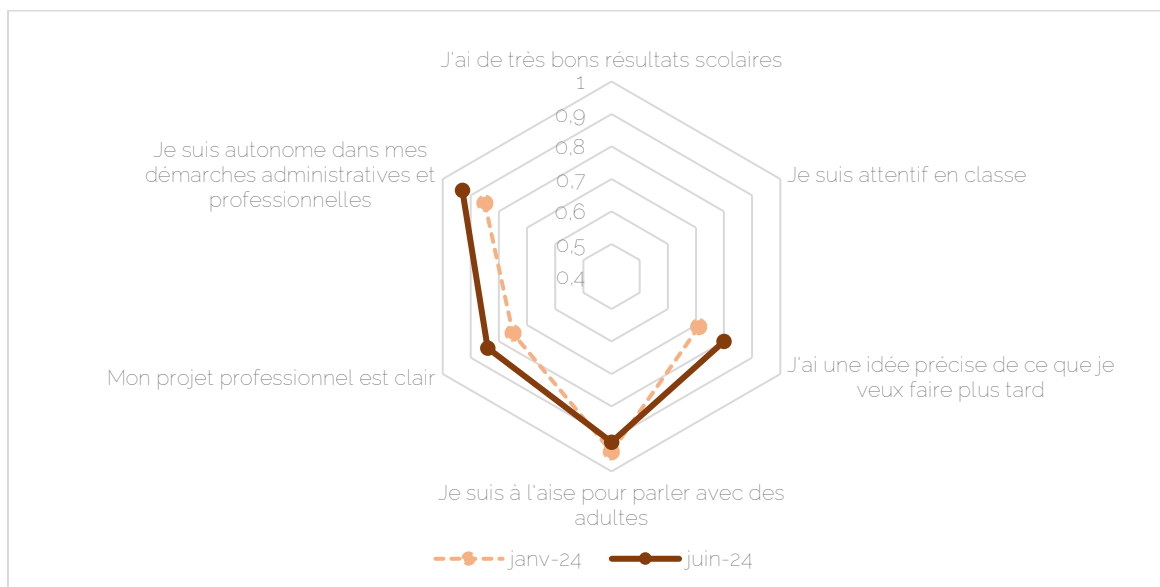 J'ai de très bons résultats scolaires
1
0,9
0,8
0,7
0,6
0,5
0,4
Je suis autonome dans mes
démarches administratives et
professionnelles
Je suis attentif en classe
Mon projet professionnel est clair
J'ai une idée précise de ce que je
veux faire plus tard
Je suis à l'aise pour parler avec des
adultes
janv-24
juin-24